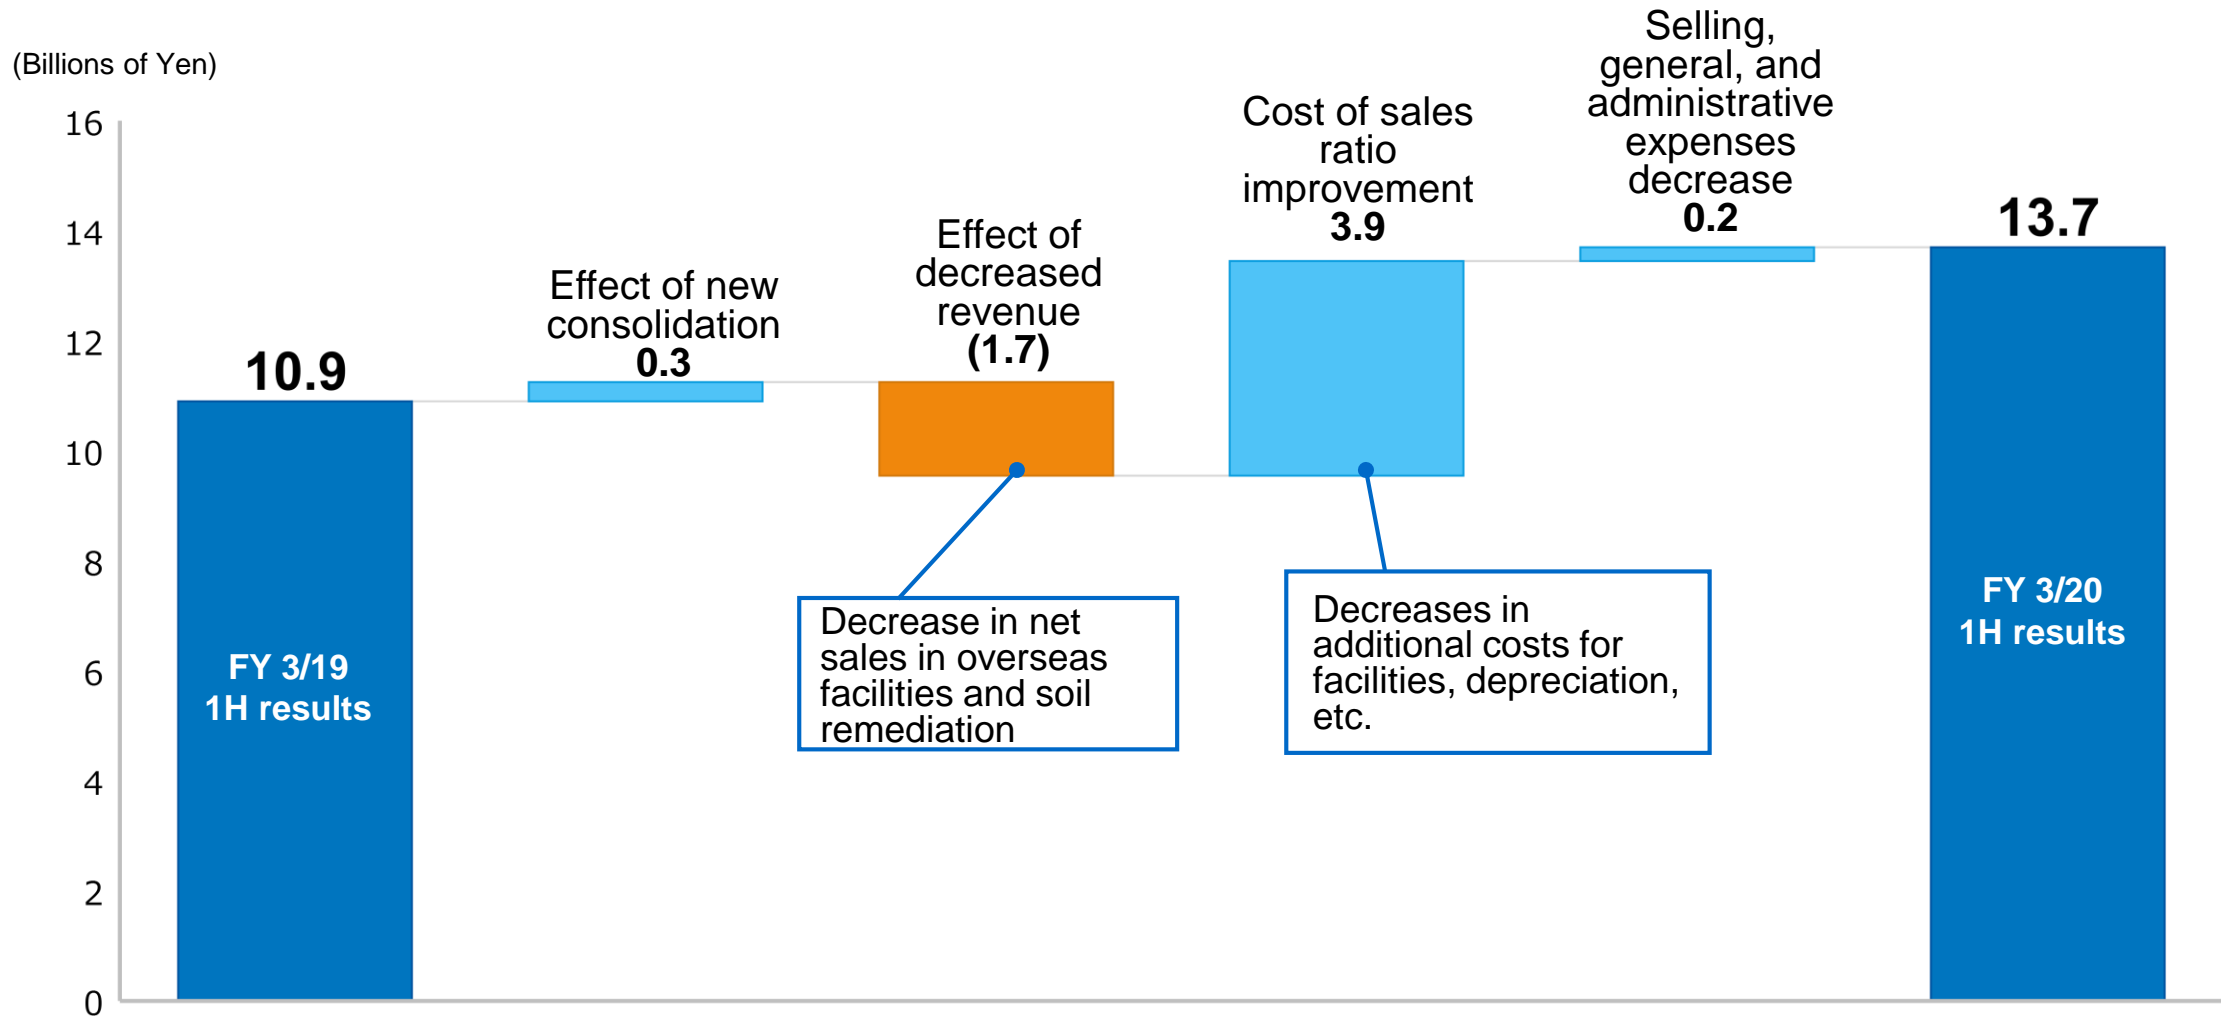 (Billions of Yen)
16
14
12
10
8
6
4
2
0
10.9
FY 3/19
1H results
Effect of new
consolidation
0.3
Effect of
decreased
revenue
(1.7)
Decrease in net
sales in overseas
facilities and soil
remediation
Cost of sales
ratio
improvement
3.9
Decreases in
additional costs for
facilities, depreciation,
etc.
Selling,
general, and
administrative
expenses
decrease
0.2
13.7
FY 3/20
1H results